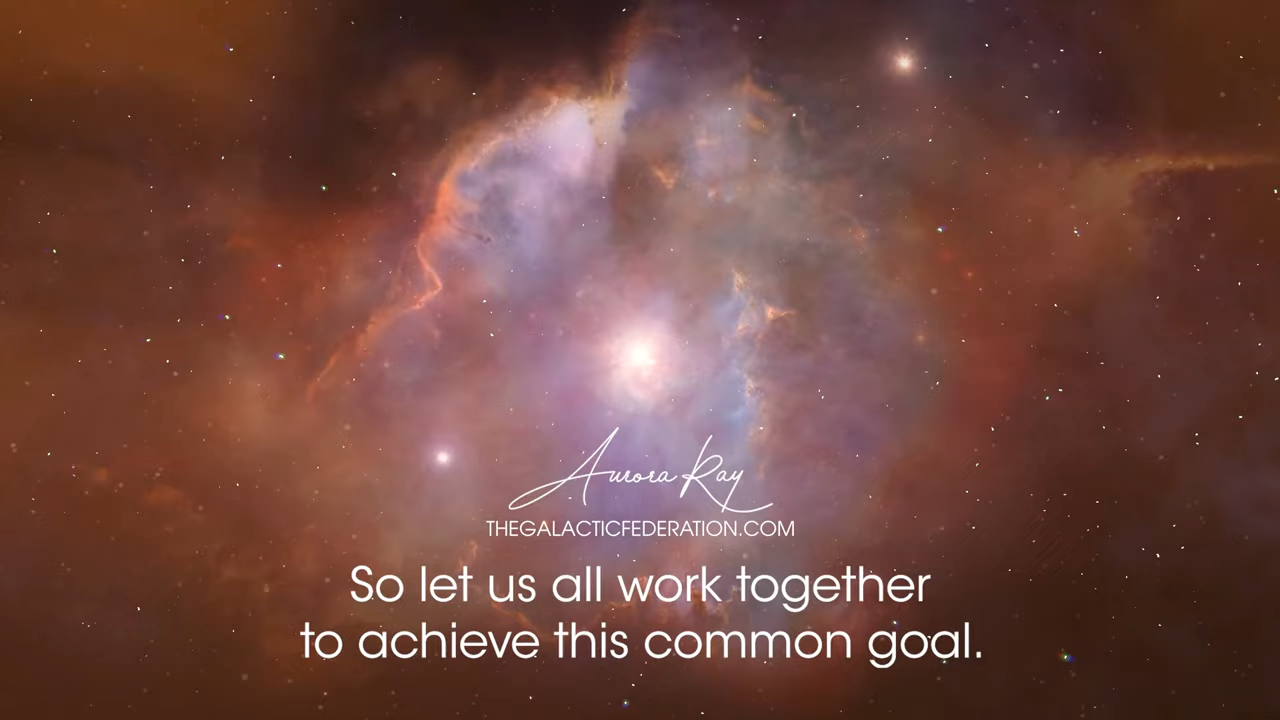 Aurora Ray
THEGALACTICFEDERATION.COM
So let us all work together
to achieve this common goal.